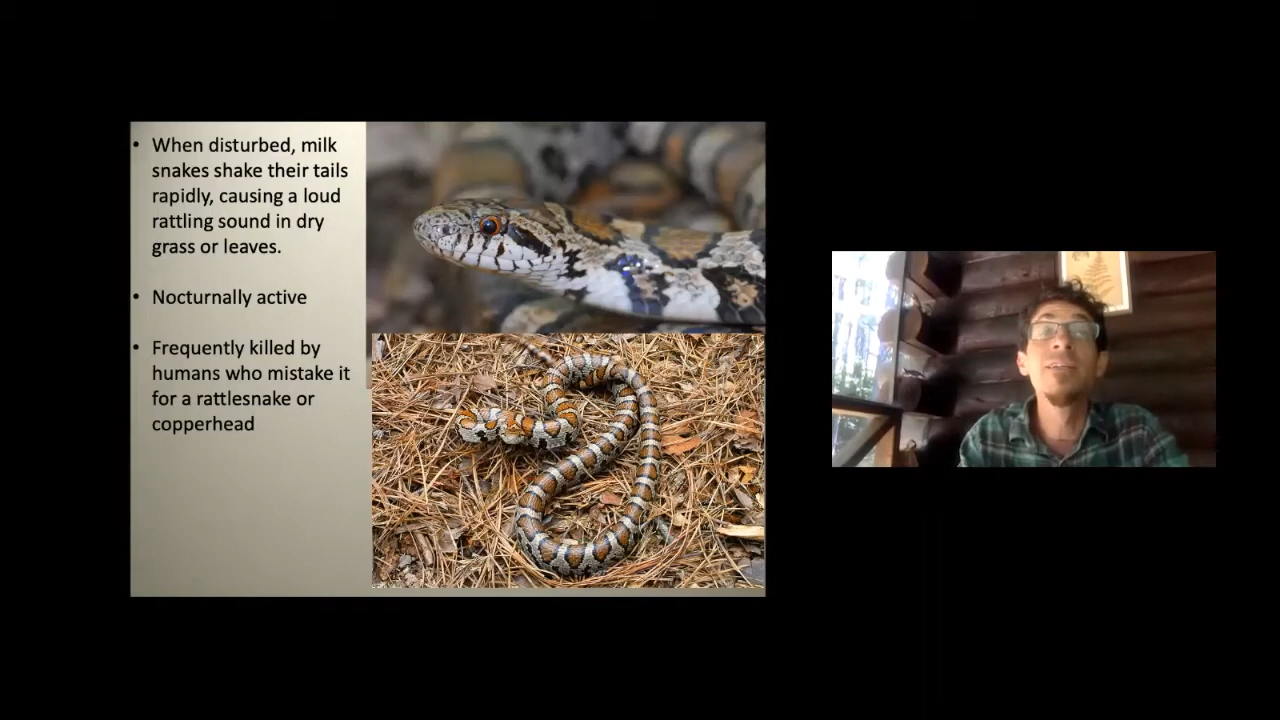 • When disturbed, milk
snakes shake their tails
rapidly, causing a loud
rattling sound in dry
grass or leaves.
• Nocturnally active
• Frequently killed by
humans who mistake it
for a rattlesnake or
copperhead